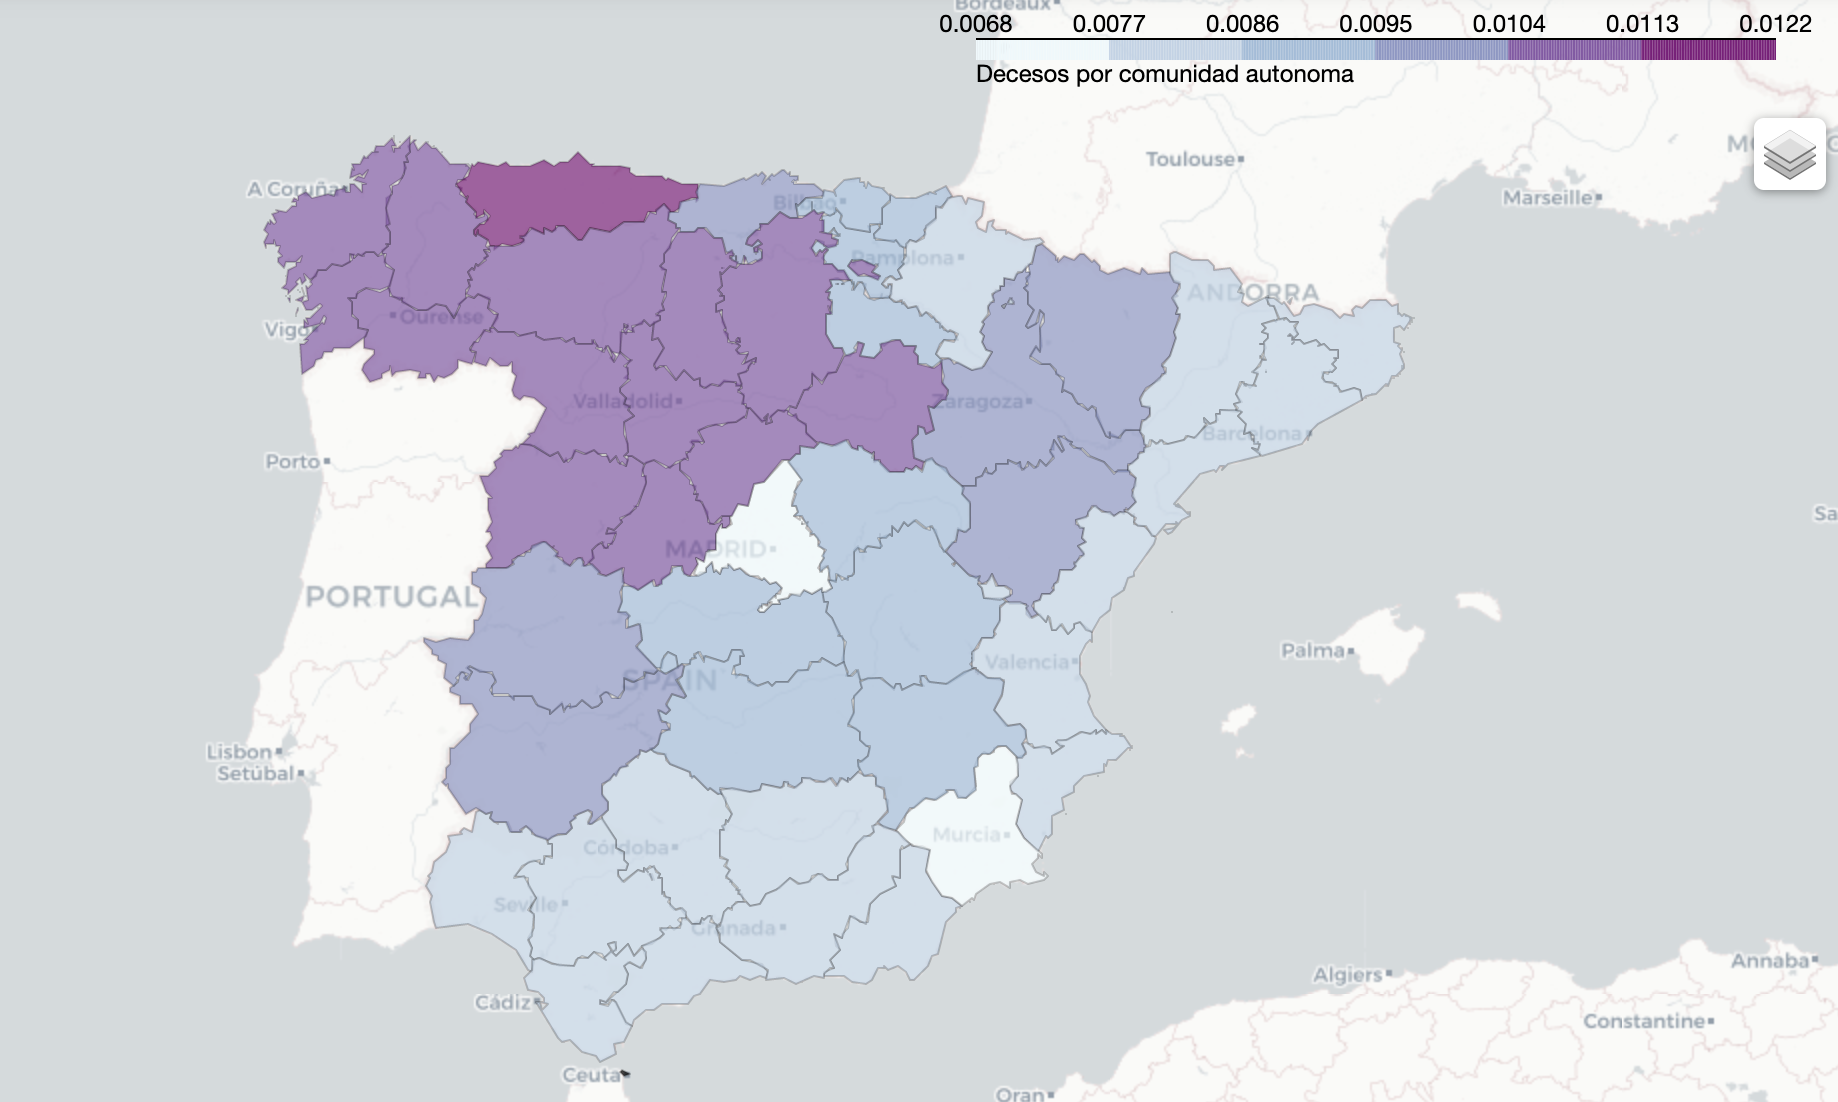 Bordeaux
0.0068 0.0077 0.0086 0.0095 0.0104 0.0113 0.0122
Decesos por comunidad autonoma
Toulouse
Marseille
A Coruña
Bilbao
Pamplona
ANDORRA
Vigo
Ourense
Valladolid
Zaragoza
Barcelona
Porto
Sa
MADRID
PORTUGAL
Palma
Valencia
SPAIN
Lisbon
Setúbal
Murcia
Córdoba
Seville
Granada
Annaba
Algiers
Cádiz
Constantine
Ceuta
Oran